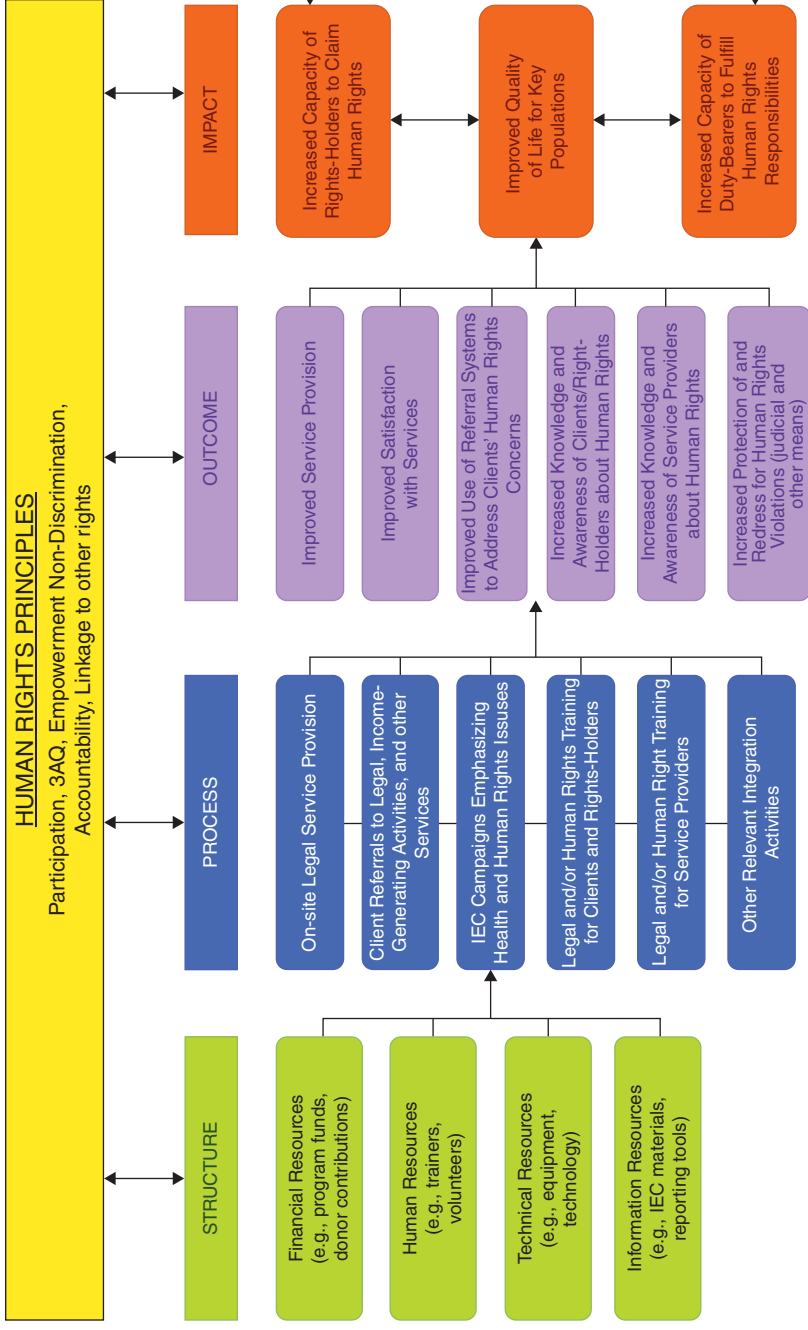 HUMAN RIGHTS PRINCIPLES
Participation, 3AQ, Empowerment Non-Discrimination,
Accountability, Linkage to other rights
STRUCTURE
Financial Resources
(e.g., program funds,
donor contributions)
Human Resources
(e.g., trainers,
volunteers)
Technical Resources
(e.g., equipment,
technology)
Information Resources
(e.g., IEC materials,
reporting tools)
PROCESS
On-site Legal Service Provision
Client Referrals to Legal, Income-
Generating Activities, and other
Services
IEC Campaigns Emphasizing
Health and Human Rights Issuses
Legal and/or Human Rights Training
for Clients and Rights-Holders
Legal and/or Human Right Training
for Service Providers
Other Relevant Integration
Activities
OUTCOME
Improved Service Provision
Improved Satisfaction
with Services
Improved Use of Referral Systems
to Address Clients’ Human Rights
Concerns
Increased Knowledge and
Awareness of Clients/Right-
Holders about Human Rights
Increased Knowledge and
Awareness of Service Providers
about Human Rights
Increased Protection of and
Redress for Human Rights
Violations (judicial and
other means)
IMPACT
Increased Capacity of
Rights-Holders to Claim
Human Rights
Improved Quality
of Life for Key
Populations
Increased Capacity of
Duty-Bearers to Fulfill
Human Rights
Responsibilities